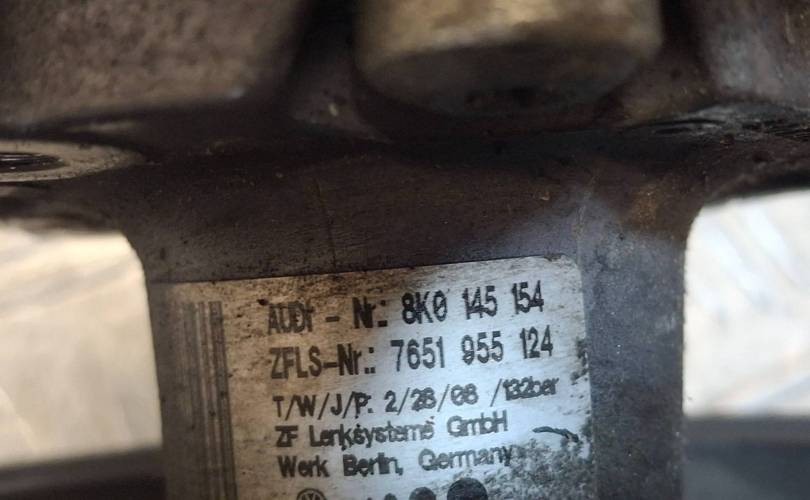 AUDI - Nr.: 8K0 145 154
ZFLS-Nr.: 7651 955 124
T/W/J/P: 2/28/08 /132bar
ZF Lenksysteme GmbH
Werk Berlin, Germany